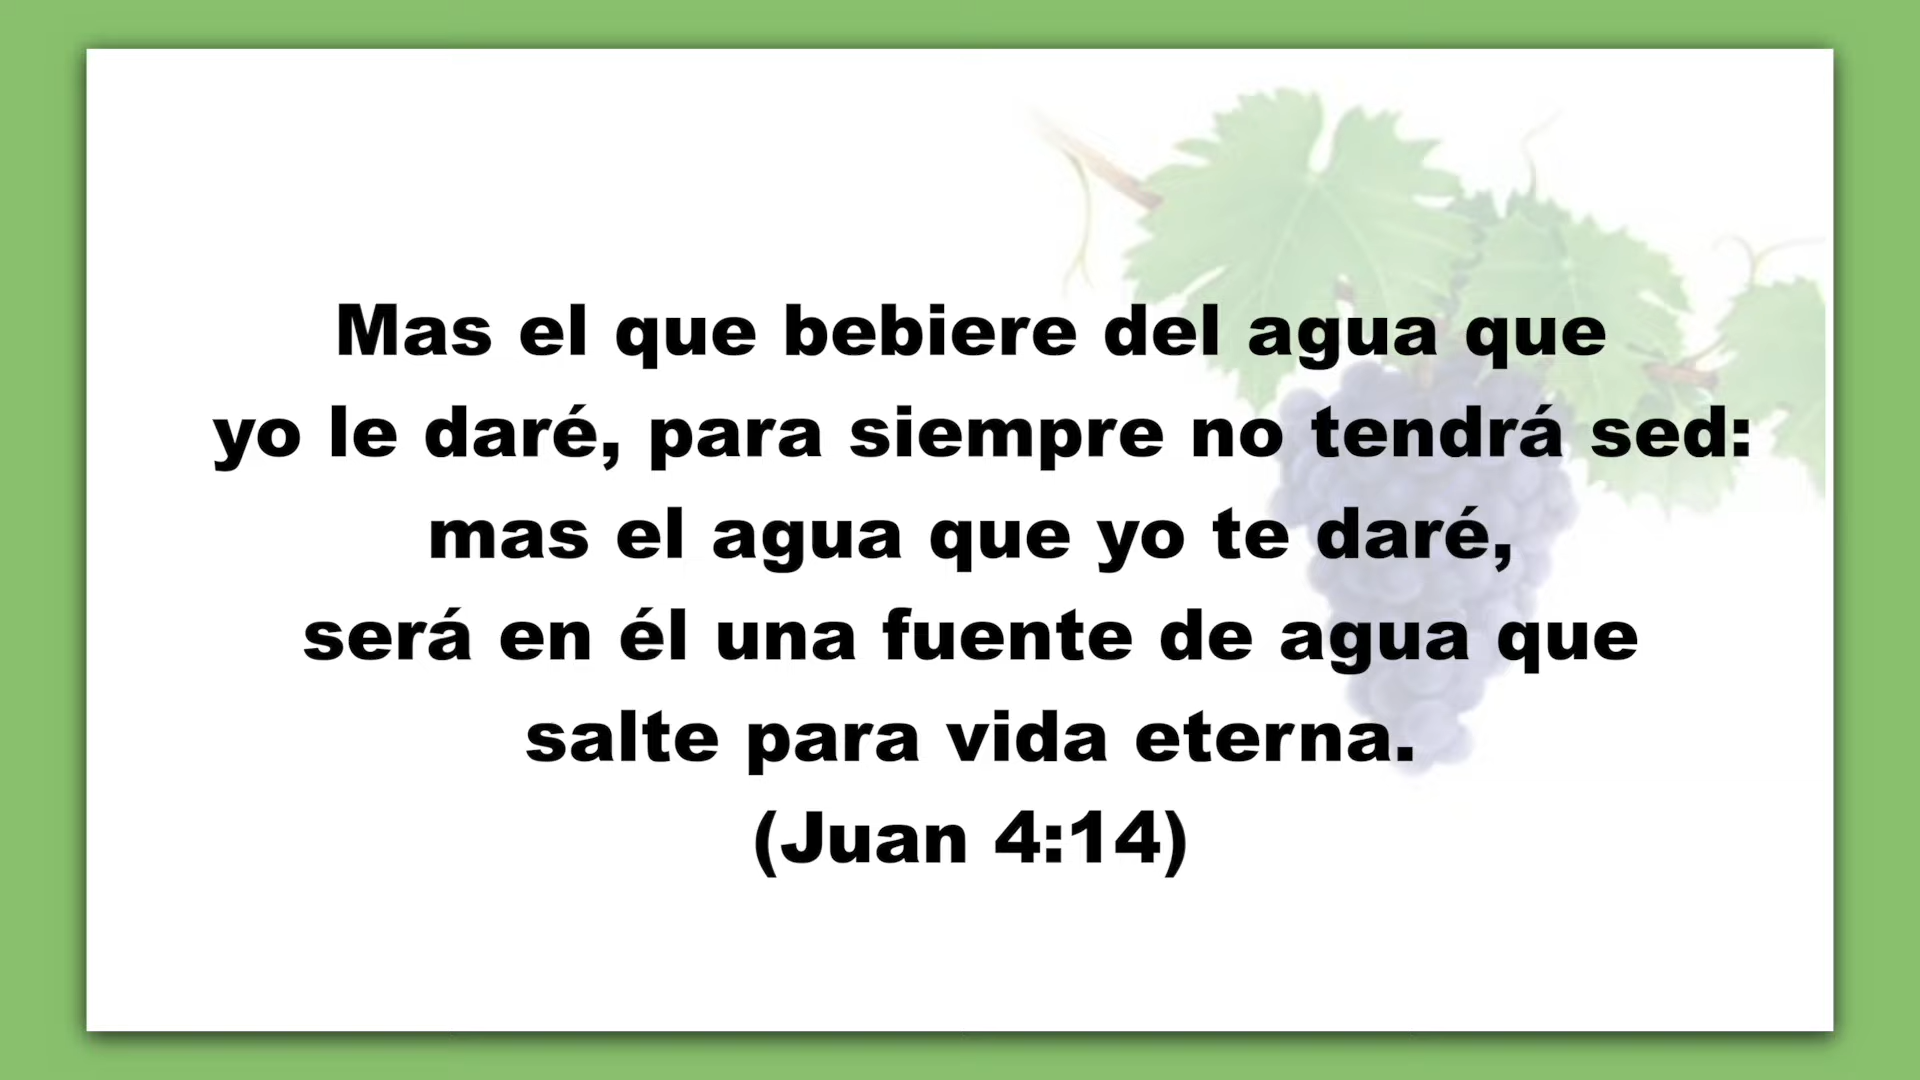 Mas el que bebiere del agua que
yo le daré, para siempre no tendrá sed:
mas el agua que yo te daré,
será en él una fuente de agua que
salte para vida eterna.
(Juan 4:14)